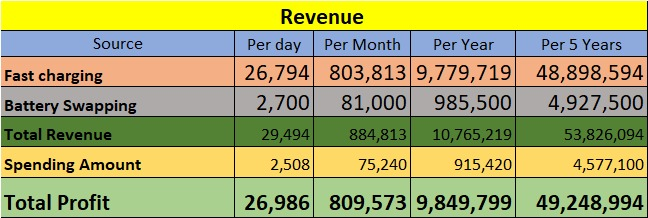 Revenue
Source Per day Per Month Per Year Per 5 Years
Fast charging 26,794 803,813 9,779,719 48,898,594
Battery Swapping 2,700 81,000 985,500 4,927,500
Total Revenue 29,494 884,813 10,765,219 53,826,094
Spending Amount 2,508 75,240 915,420 4,577,100
Total Profit 26,986 809,573 9,849,799 49,248,994